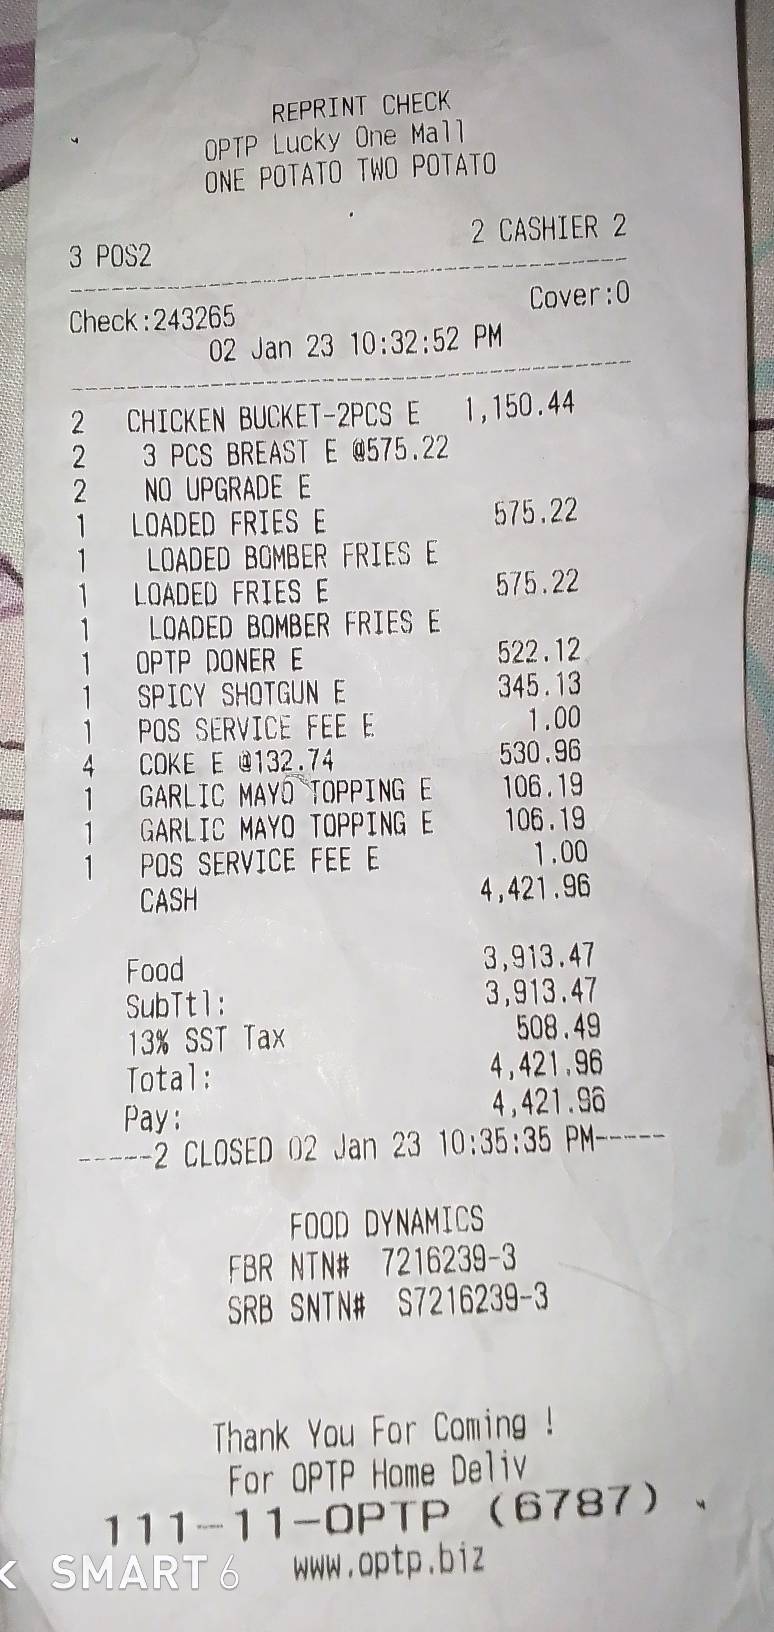 REPRINT CHECK
OPTP Lucky One Mall
ONE POTATO TWO POTATO
3 POS2 2 CASHIER 2
Check:243265 Cover:0
02 Jan 23 10:32:52 PM
2 CHICKEN BUCKET-2PCS E 1,150.44
2 3 PCS BREAST E @575.22
2 NO UPGRADE E
1 LOADED FRIES E 575.22
1 LOADED BOMBER FRIES E
1 LOADED FRIES E 575.22
1 LOADED BOMBER FRIES E
1 OPTP DONER E 522.12
1 SPICY SHOTGUN E 345.13
1 POS SERVICE FEE E 1.00
4 COKE E @132.74 530.96
1 GARLIC MAYO TOPPING E 106.19
1 GARLIC MAYO TOPPING E 106.19
1 POS SERVICE FEE E 1.00
CASH 4,421.96
Food 3,913.47
SubTtl: 3,913.47
13% SST Tax 508.49
Total: 4,421.96
Pay: 4,421.96
-----2 CLOSED 02 Jan 23 10:35:35 PM-----
FOOD DYNAMICS
FBR NTN# 7216239-3
SRB SNTN# S7216239-3
Thank You For Coming !
For OPTP Home Deliv
111-11-OPTP (6787)
www.optp.biz
SMART 6